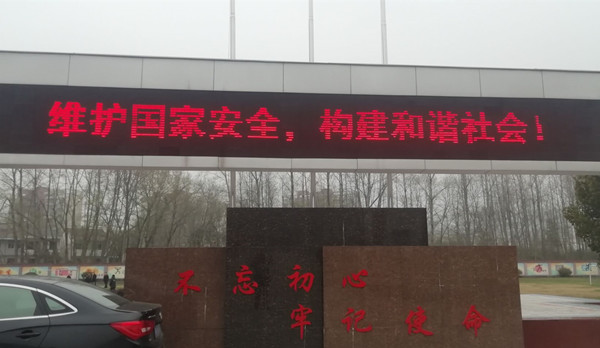 维护国家安全，构建和谐社会！
不忘初心
牢记使命